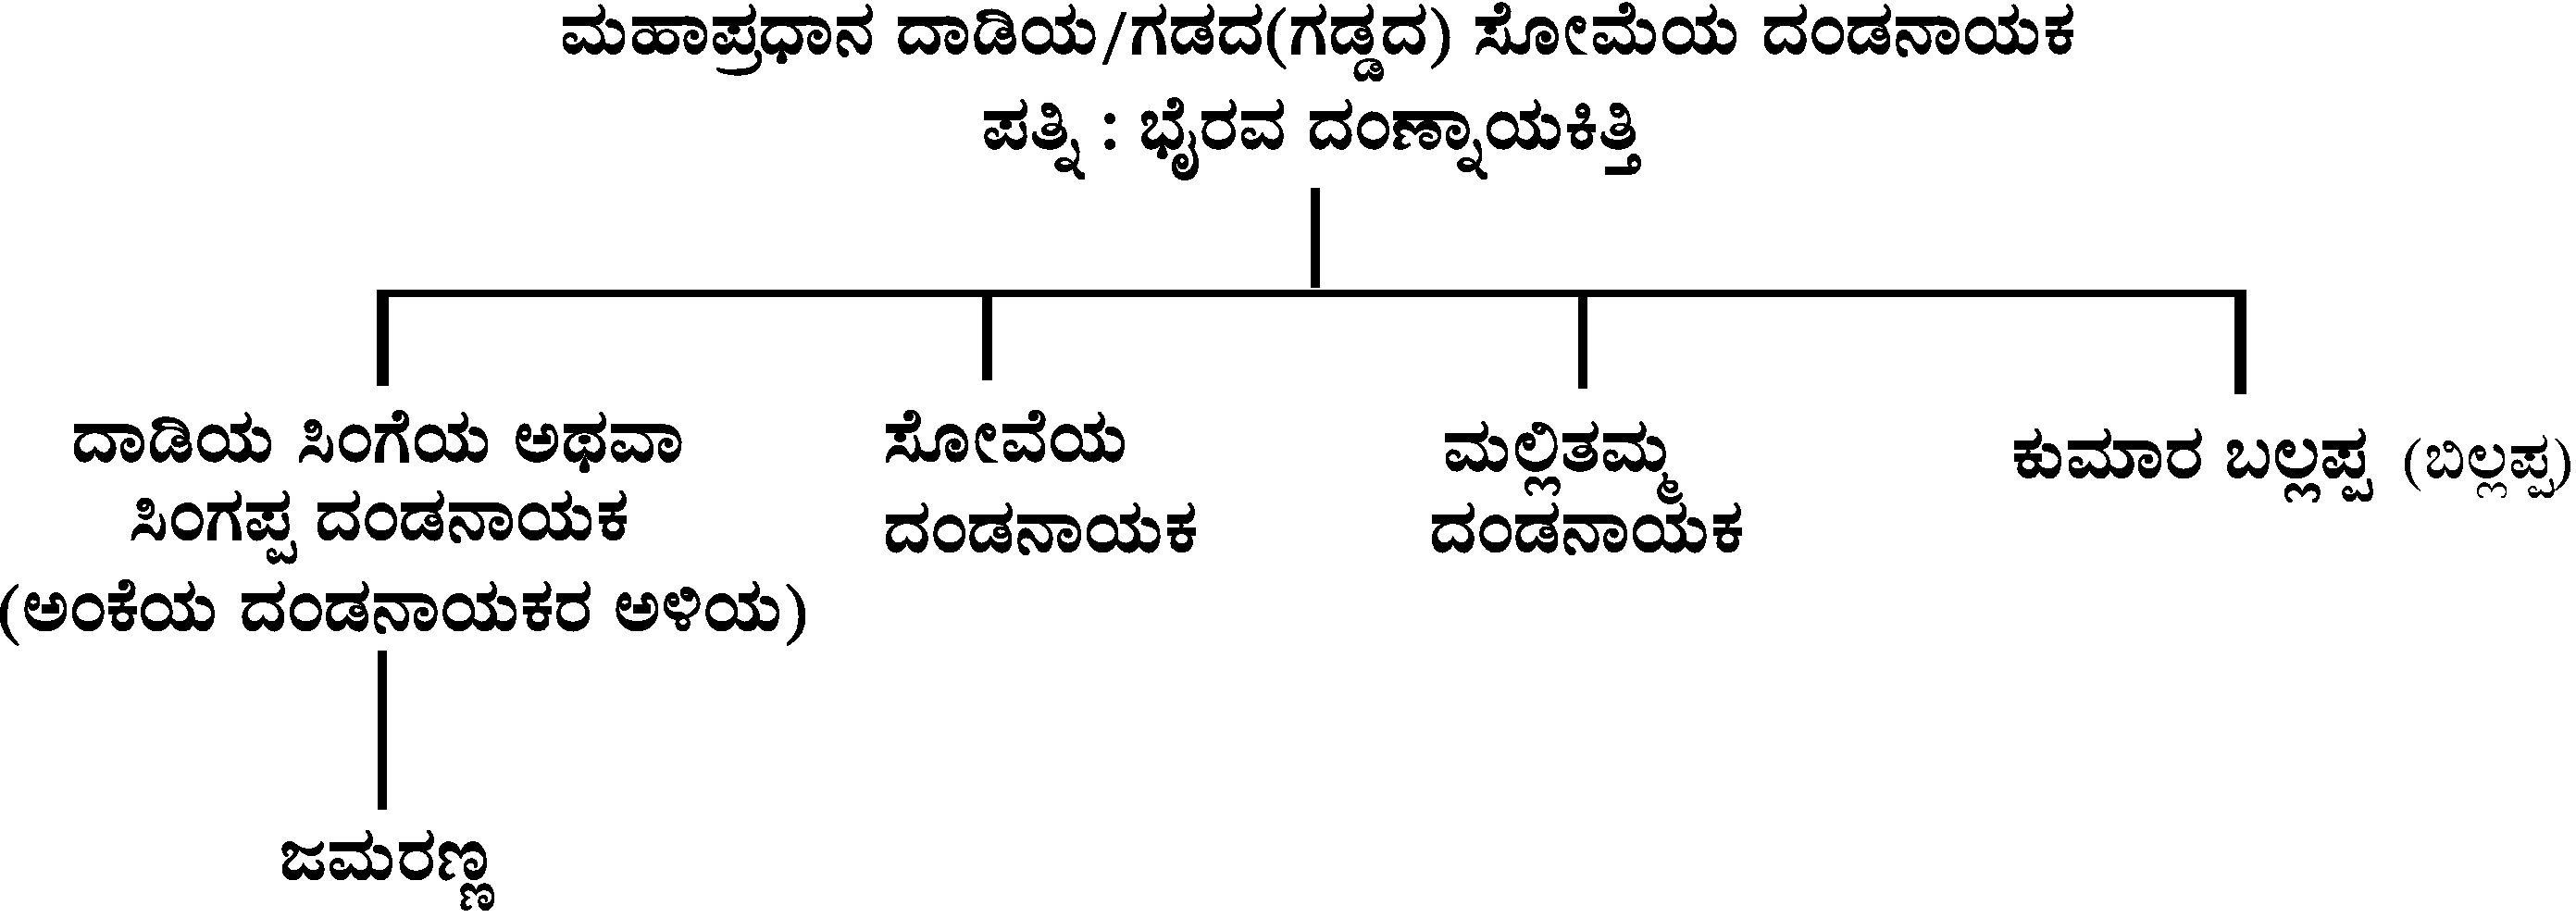 ಮಹಾಪ್ರಧಾನ ದಾಡಿಯ/ಗಡದ(ಗಡ್ಡದ) ಸೋಮೆಯ ದಂಡನಾಯಕ
ಪತ್ನಿ : ಭೈರವ ದಂಣ್ನಾಯಕಿತ್ತಿ
ದಾಡಿಯ ಸಿಂಗೆಯ ಅಥವಾ
ಸಿಂಗಪ್ಪ ದಂಡನಾಯಕ
(ಅಂಕೆಯ ದಂಡನಾಯಕರ ಅಳಿಯ)
ಸೋವೆಯ
ದಂಡನಾಯಕ
ಮಲ್ಲಿತಮ್ಮ
ದಂಡನಾಯಕ
ಕುಮಾರ ಬಲ್ಲಪ್ಪ (ಬಿಲ್ಲಪ್ಪ)
ಜಮರಣ್ಣ